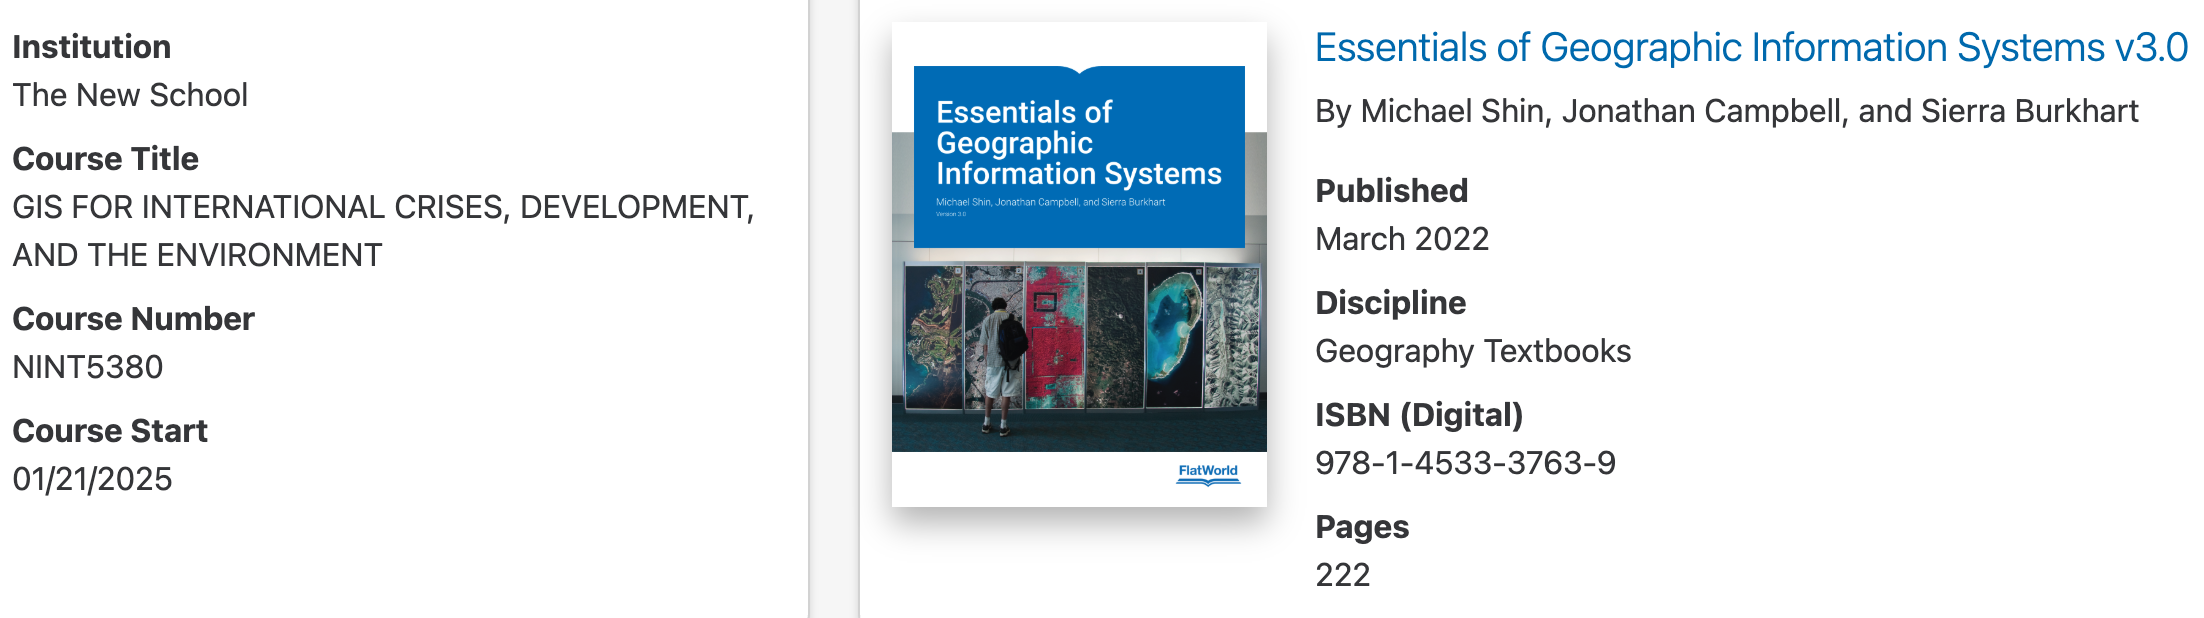 Institution
The New School
Course Title
GIS FOR INTERNATIONAL CRISES, DEVELOPMENT,
AND THE ENVIRONMENT
Course Number
NINT5380
Course Start
01/21/2025
Essentials of
Geographic
Information Systems
Michael Shin, Jonathan Campbell, and Sierra Burkhart
Version 3.0
FlatWorld
Essentials of Geographic Information Systems v3.0
By Michael Shin, Jonathan Campbell, and Sierra Burkhart
Published
March 2022
Discipline
Geography Textbooks
ISBN (Digital)
978-1-4533-3763-9
Pages
222